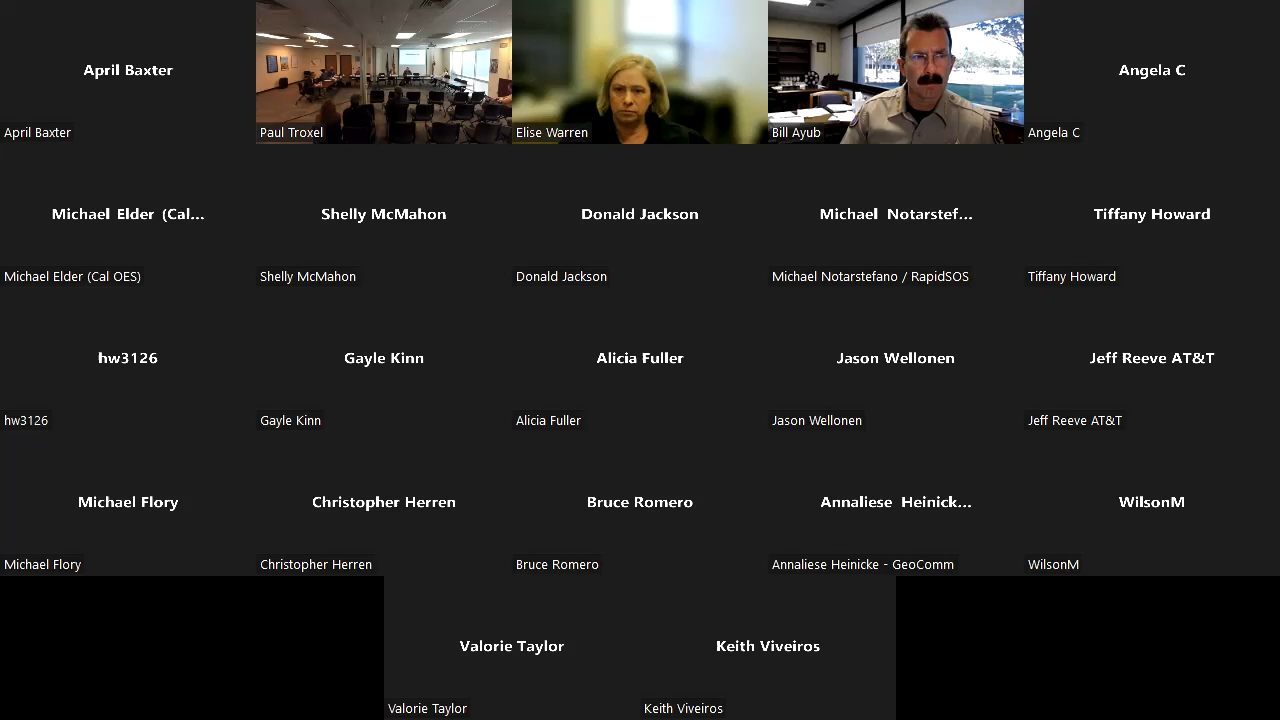 April Baxter
Angela C
April Baxter
Paul Troxel
Elise Warren
Bill Ayub
Angela C
Michael Elder (Cal...
Shelly McMahon
Donald Jackson
Michael Notarstef...
Tiffany Howard
Michael Elder (Cal OES)
Shelly McMahon
Donald Jackson
Michael Notarstefano / RapidSOS
Tiffany Howard
hw3126
Gayle Kinn
Alicia Fuller
Jason Wellonen
Jeff Reeve AT&T
hw3126
Gayle Kinn
Alicia Fuller
Jason Wellonen
Jeff Reeve AT&T
Michael Flory
Christopher Herren
Bruce Romero
Annaliese Heinick...
WilsonM
Michael Flory
Christopher Herren
Bruce Romero
Annaliese Heinicke - GeoComm
WilsonM
Valorie Taylor
Keith Viveiros
Valorie Taylor
Keith Viveiros